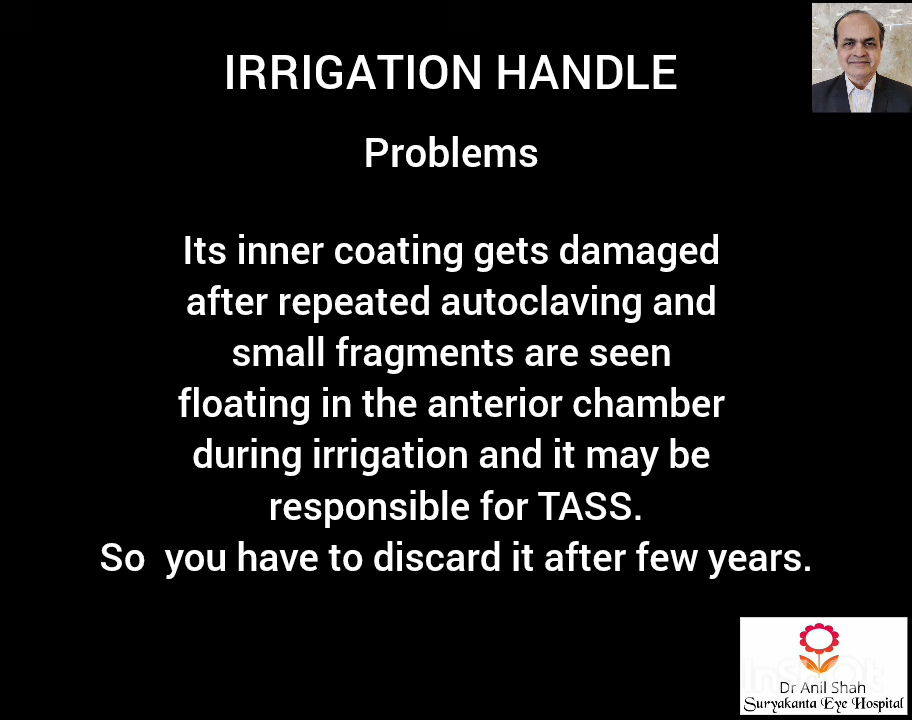 IRRIGATION HANDLE
Problems
Its inner coating gets damaged
after repeated autoclaving and
small fragments are seen
floating in the anterior chamber
during irrigation and it may be
responsible for TASS.
So  you have to discard it after few years.
InShOt
Dr Anil Shah
Suryakanta Eye Hospital